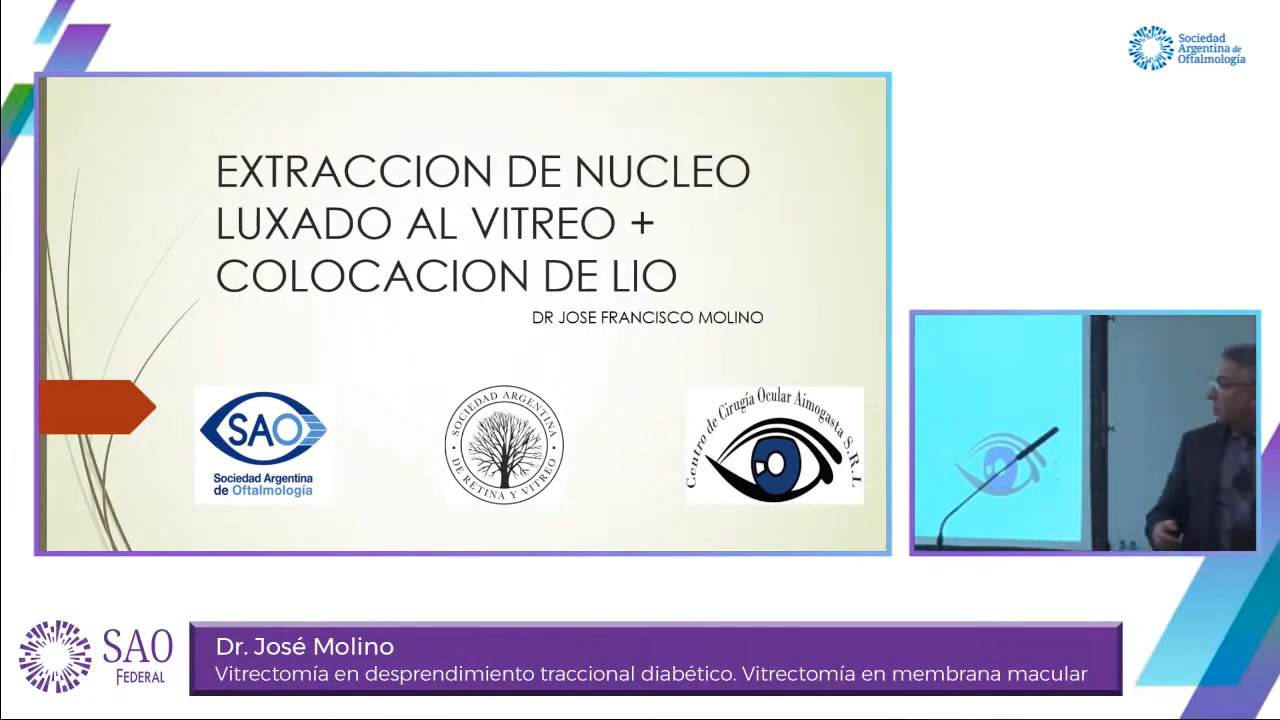 Sociedad
Argentina de
Oftalmología
EXTRACCION DE NUCLEO
LUXADO AL VITREO +
COLOCACION DE LIO
DR JOSE FRANCISCO MOLINO
SAO
Sociedad Argentina
de Oftalmología
SOCIEDAD ARGENTINA
DE RETINA Y VITREO
Centro de Cirugía Ocular Aimogasta S.R.L
SAO
FEDERAL
Dr. José Molino
Vitrectomía en desprendimiento traccional diabético. Vitrectomía en membrana macular